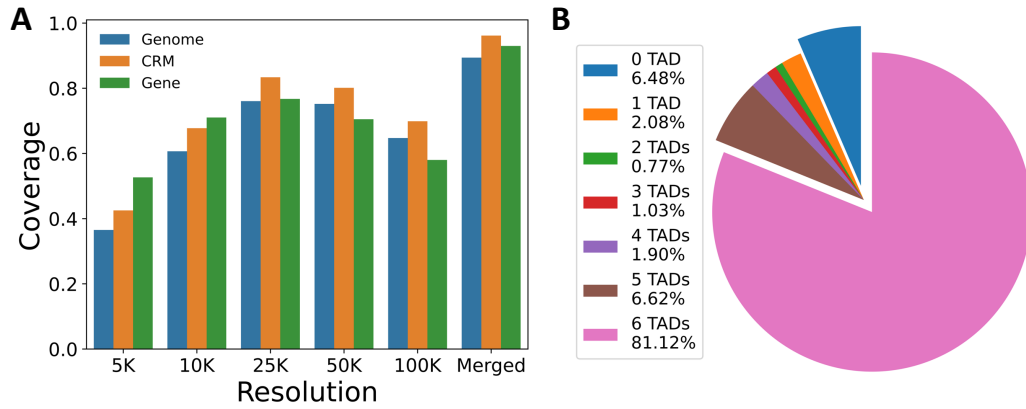 A
Coverage
1.0
0.8
0.6
0.4
0.2
0.0
Genome
CRM
Gene
5K 10K 25K 50K 100K Merged
Resolution
B
0 TAD
6.48%
1 TAD
2.08%
2 TADs
0.77%
3 TADs
1.03%
4 TADs
1.90%
5 TADs
6.62%
6 TADs
81.12%